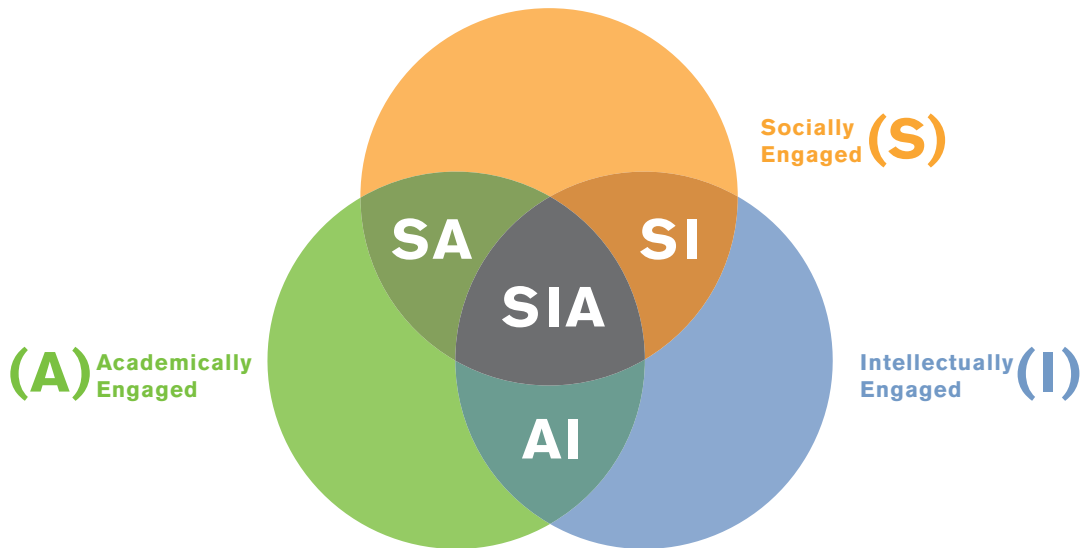 Socially
Engaged (S)
SA
SI
SIA
(A) Academically
Engaged
Intellectually (I)
Engaged
AI